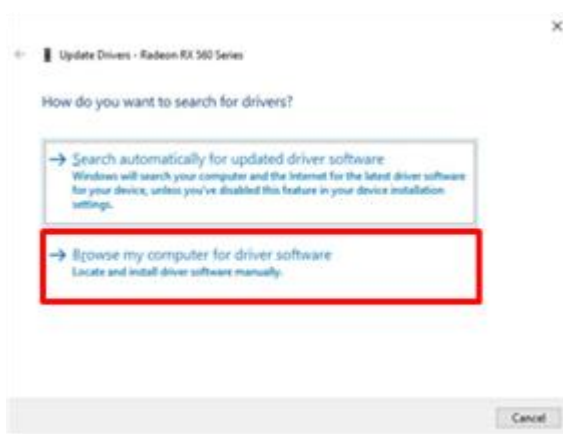 Update Drivers - Radeon RX 560 Series
How do you want to search for drivers?
Search automatically for updated driver software
Windows will search your computer and the Internet for the latest driver software
for your device, unless you've disabled this feature in your device installation
settings.
Browse my computer for driver software
Locate and install driver software manually.
Cancel